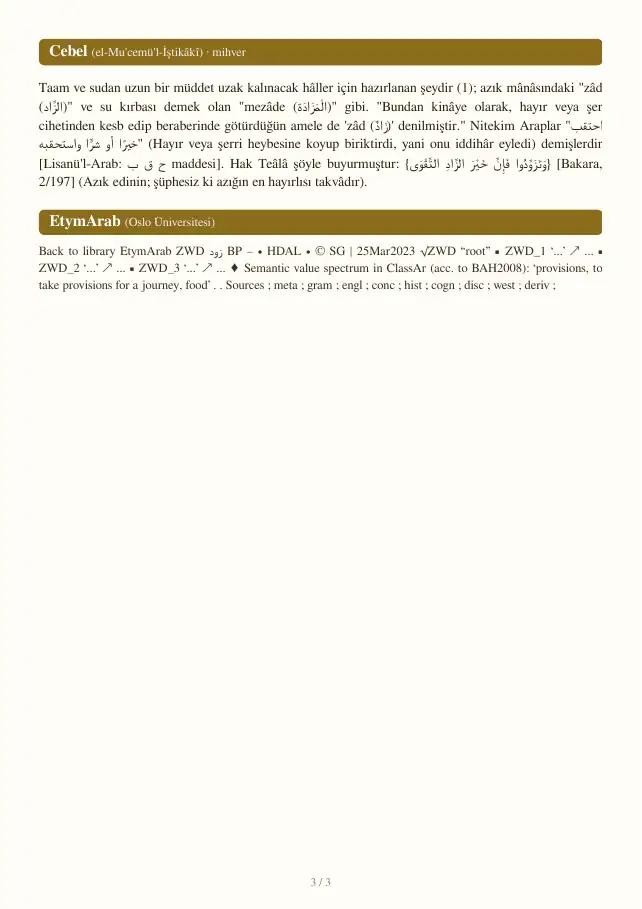 Cebel (el-Mu'cemü'l-İştikâkî) · mihver
Taam ve sudan uzun bir müddet uzak kalınacak hâller için hazırlanan şeydir (1); azık mânâsındaki "zâd
(الزَّاد)" ve su kırbası demek olan "mezâde (الْمَزَادَة)" gibi. "Bundan kinâye olarak, hayır veya şer
cihetinden kesb edip beraberinde götürdüğün amele de 'zâd (زَادٌ)' denilmiştir." Nitekim Araplar "احتقب
خيرًا أو شرًّا واستحقبه" (Hayır veya şerri heybesine koyup biriktirdi, yani onu iddihâr eyledi) demişlerdir
[Lisanü'l-Arab: ح ق ب maddesi]. Hak Teâlâ şöyle buyurmuştur: {وَتَزَوَّدُوا فَإِنَّ خَيْرَ الزَّادِ التَّقْوَى} [Bakara,
2/197] (Azık edinin; şüphesiz ki azığın en hayırlısı takvâdır).
EtymArab (Oslo Üniversitesi)
Back to library EtymArab ZWD زود BP – • HDAL • © SG | 25Mar2023 √ZWD “root” ▪ ZWD_1 ‘...’ ↗ ... ▪
ZWD_2 ‘...’ ↗ ... ▪ ZWD_3 ‘...’ ↗ ... ♦ Semantic value spectrum in ClassAr (acc. to BAH2008): ‘provisions, to
take provisions for a journey, food’ . . Sources ; meta ; gram ; engl ; conc ; hist ; cogn ; disc ; west ; deriv ;
3 / 3